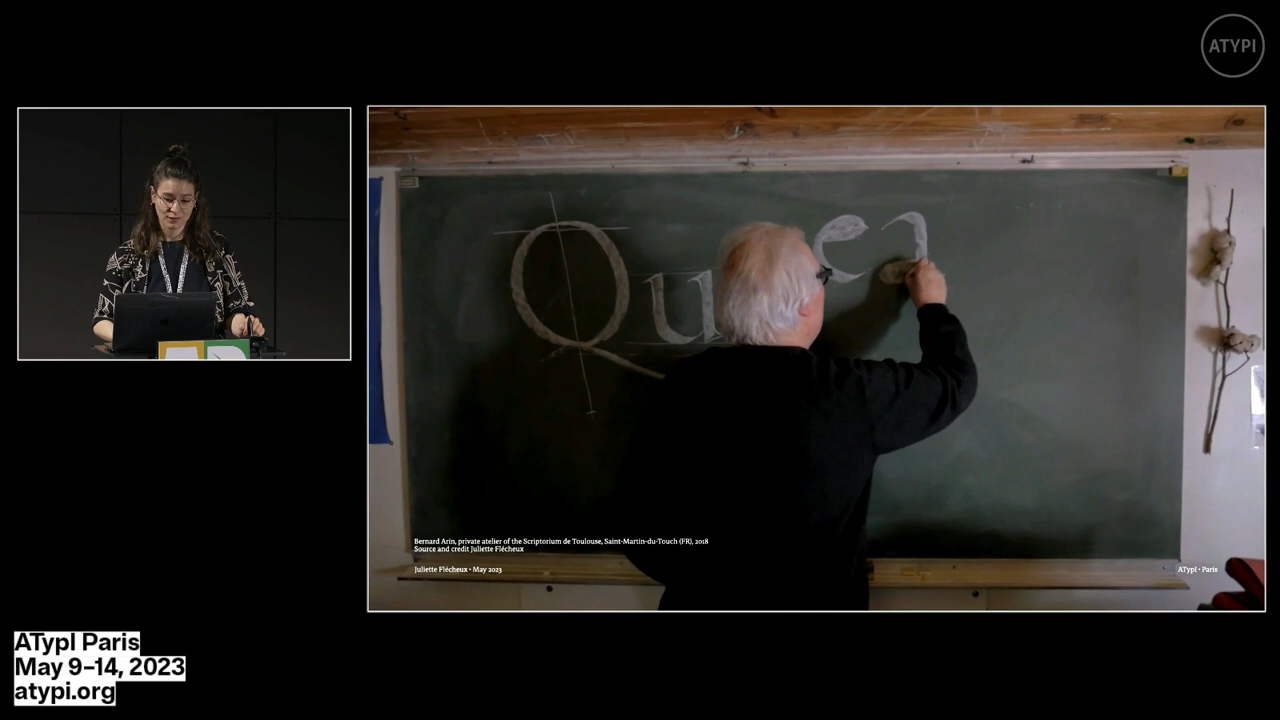 ATYPI
Qu
Bernard Arin, private atelier of the Scriptorium de Toulouse, Saint-Martin-du-Touch (FR), 2018
Source and credit Juliette Flécheux
Juliette Flécheux • May 2023
ATypI • Paris
ATypI Paris
May 9–14, 2023
atypi.org